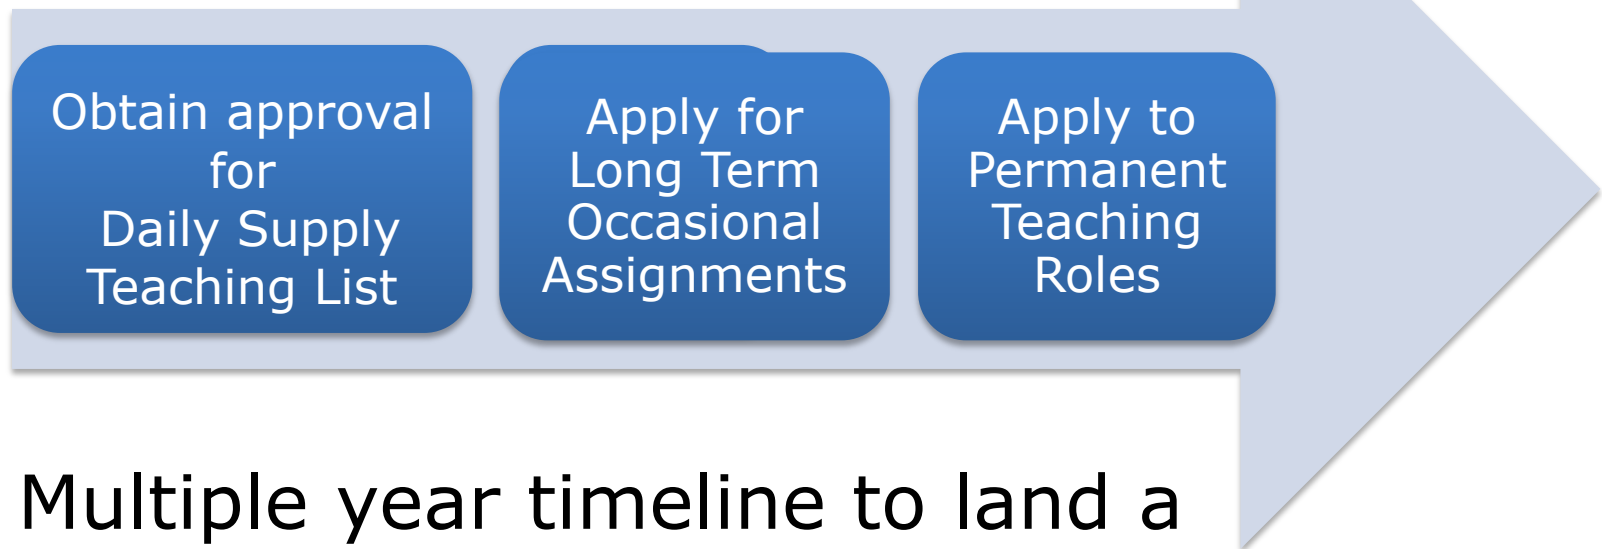 Obtain approval
for
Daily Supply
Teaching List
Apply for
Long Term
Occasional
Assignments
Apply to
Permanent
Teaching
Roles
Multiple year timeline to land a